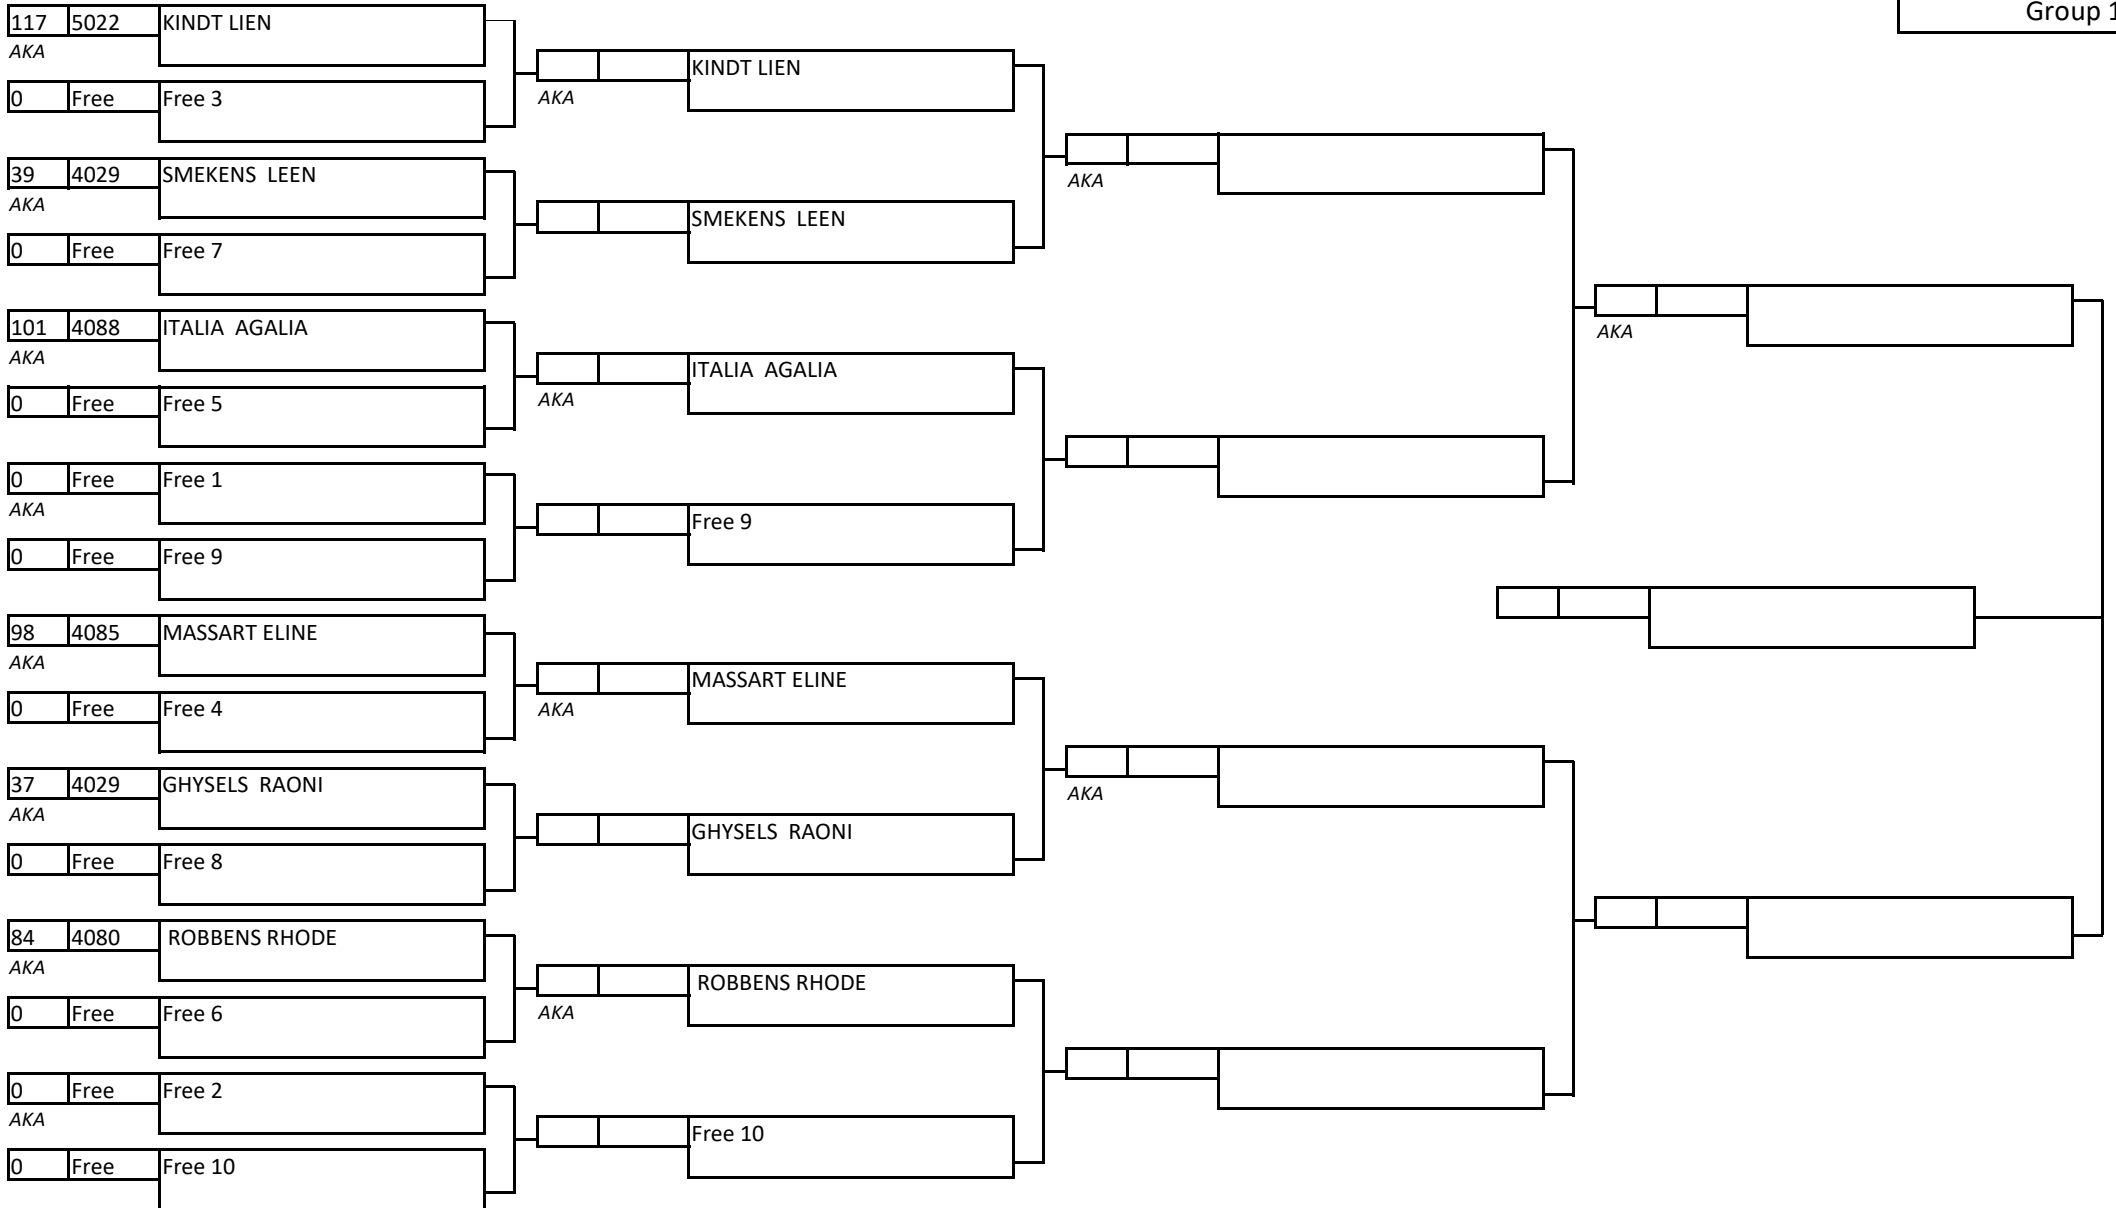 Group 1
117 5022 KINDT LIEN
AKA
0 Free Free 3
39 4029 SMEKENS  LEEN
AKA
0 Free Free 7
101 4088 ITALIA  AGALIA
AKA
0 Free Free 5
0 Free Free 1
AKA
0 Free Free 9
98 4085 MASSART ELINE
AKA
0 Free Free 4
37 4029 GHYSELS  RAONI
AKA
0 Free Free 8
84 4080 ROBBENS RHODE
AKA
0 Free Free 6
0 Free Free 2
AKA
0 Free Free 10
KINDT LIEN
AKA
SMEKENS  LEEN
ITALIA  AGALIA
AKA
Free 9
MASSART ELINE
AKA
GHYSELS  RAONI
ROBBENS RHODE
AKA
Free 10
AKA
AKA
AKA